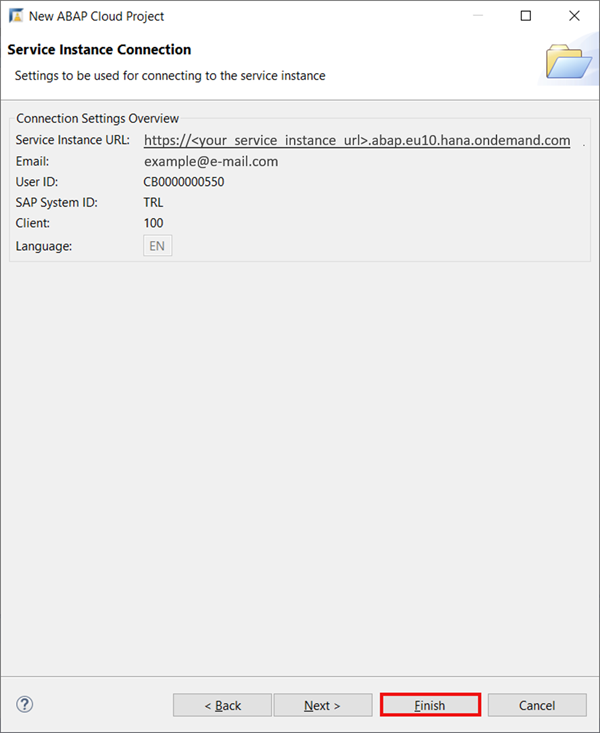 New ABAP Cloud Project
Service Instance Connection
Settings to be used for connecting to the service instance
Connection Settings Overview
Service Instance URL: https://<your_service_instance_url>.abap.eu10.hana.ondemand.com
Email: example@e-mail.com
User ID: CB0000000550
SAP System ID: TRL
Client: 100
Language: EN
< Back Next > Finish Cancel